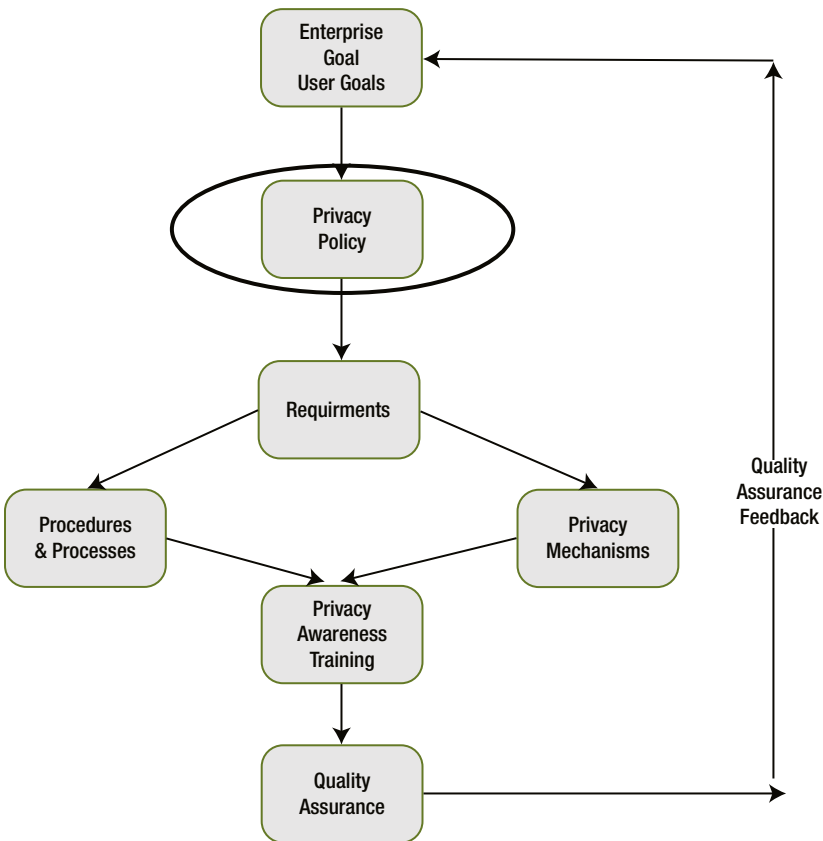 Enterprise
Goal
User Goals
Privacy
Policy
Requirments
Procedures
& Processes
Privacy
Mechanisms
Quality
Assurance
Feedback
Privacy
Awareness
Training
Quality
Assurance